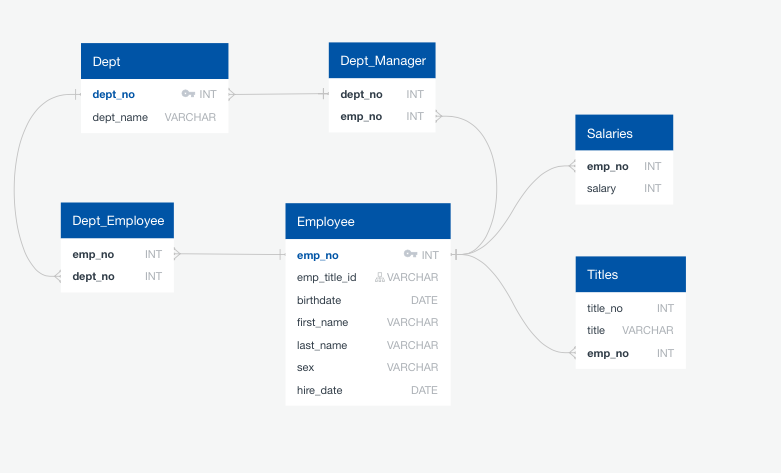 Dept
dept_no INT
dept_name VARCHAR
Dept_Manager
dept_no INT
emp_no INT
Salaries
emp_no INT
salary INT
Dept_Employee
emp_no INT
dept_no INT
Employee
emp_no INT
emp_title_id VARCHAR
birthdate DATE
first_name VARCHAR
last_name VARCHAR
sex VARCHAR
hire_date DATE
Titles
title_no INT
title VARCHAR
emp_no INT